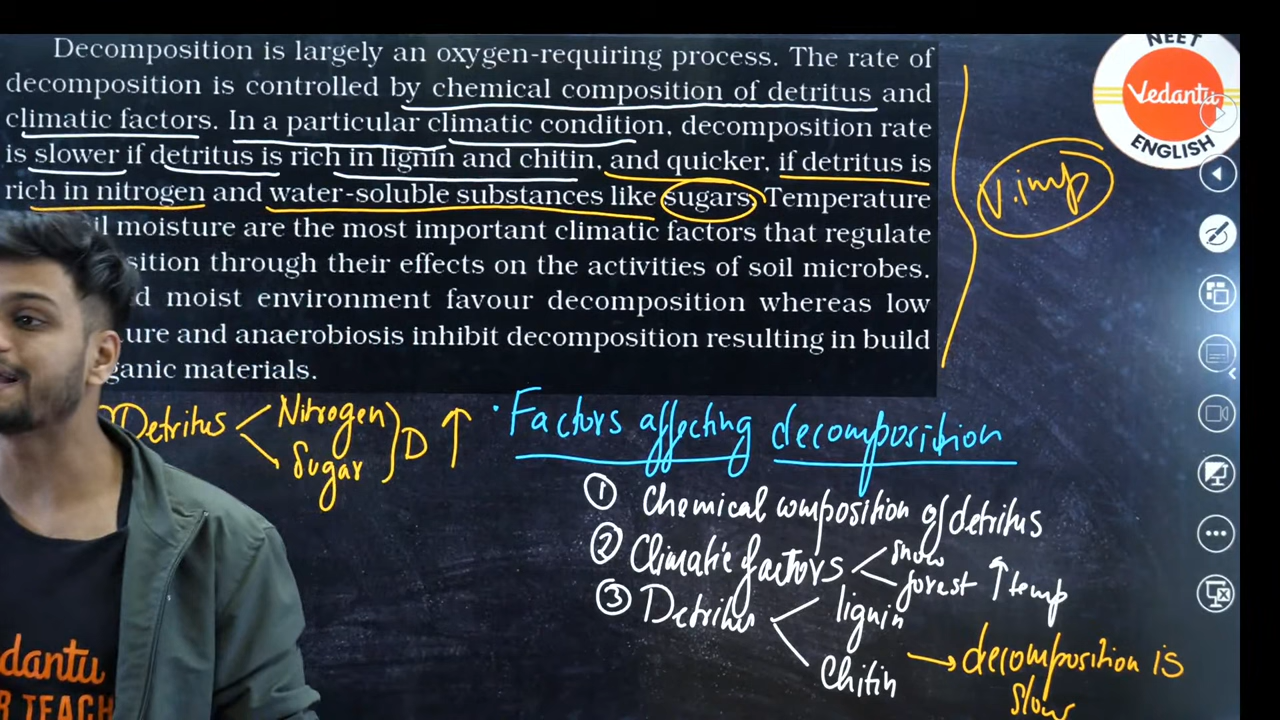 Decomposition is largely an oxygen-requiring process. The rate of
decomposition is controlled by chemical composition of detritus and
climatic factors. In a particular climatic condition, decomposition rate
is slower if detritus is rich in lignin and chitin, and quicker, if detritus is
rich in nitrogen and water-soluble substances like sugars. Temperature
moisture are the most important climatic factors that regulate
sition through their effects on the activities of soil microbes.
d moist environment favour decomposition whereas low
ure and anaerobiosis inhibit decomposition resulting in build
ganic materials.
NEET
Vedantu
ENGLISH
V. imp
Detritus Nitrogen
Sugar D ↑
· Factors affecting decomposition
① Chemical composition of detritus
② Climatic factors snow
forest ↑ temp
③ Detritus lignin
Chitin → decomposition is
slow
dantu
R TEACH